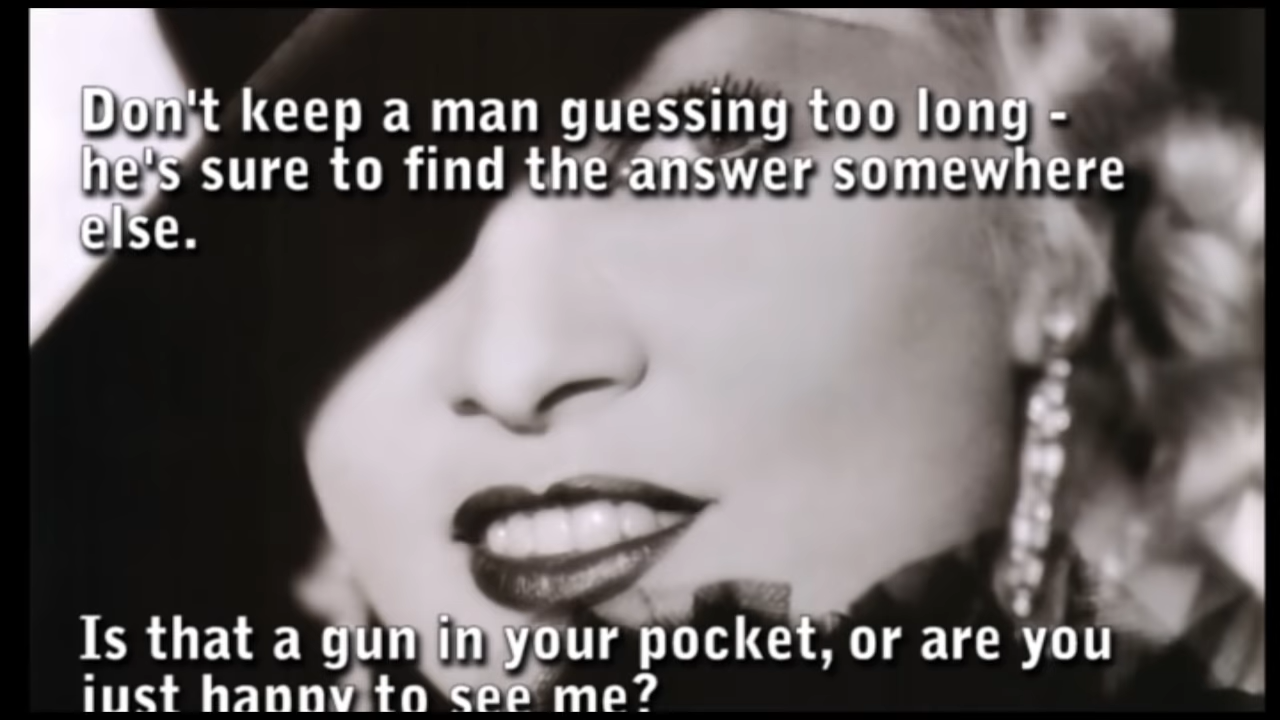 Don't keep a man guessing too long -
he's sure to find the answer somewhere
else.
Is that a gun in your pocket, or are you
just happy to see me?